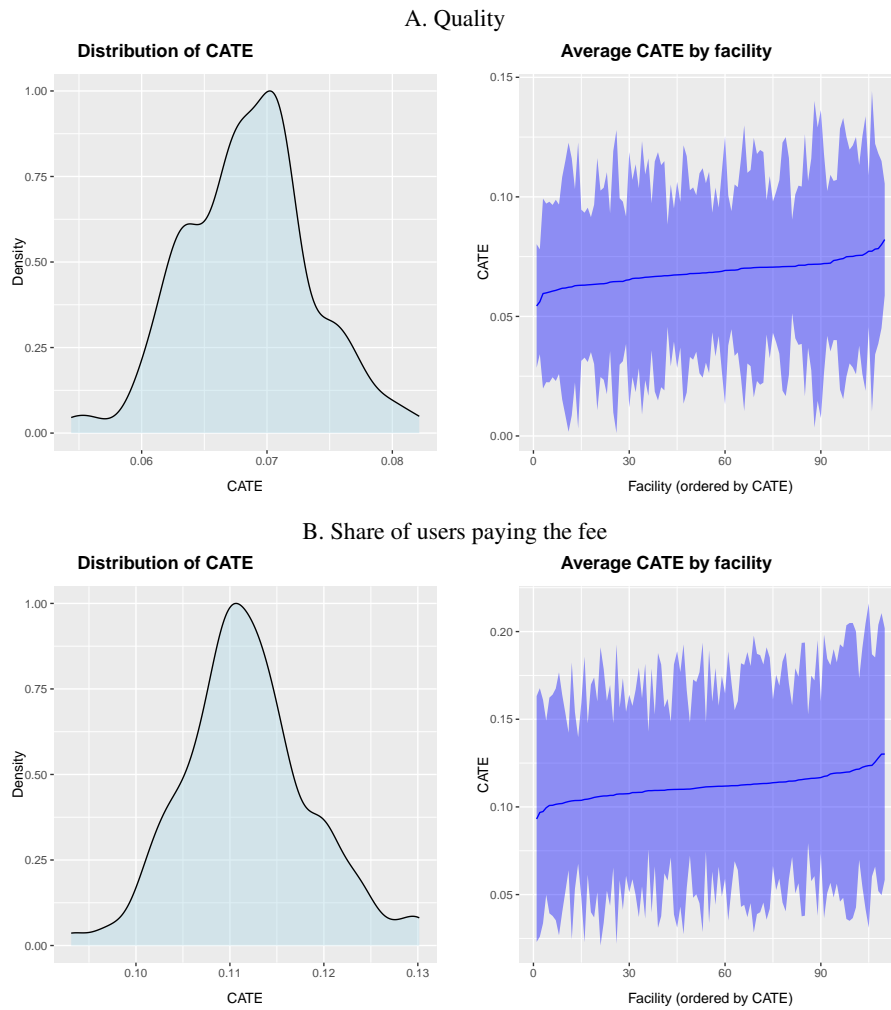 A. Quality
Distribution of CATE
Average CATE by facility
1.00
0.75
0.50
0.25
0.00
Density
0.06
0.07
0.08
CATE
0.15
0.10
0.05
0.00
CATE
0
30
60
90
Facility (ordered by CATE)
B. Share of users paying the fee
Distribution of CATE
Average CATE by facility
1.00
0.75
0.50
0.25
0.00
Density
0.10
0.11
0.12
0.13
CATE
0.20
0.15
0.10
0.05
CATE
0
30
60
90
Facility (ordered by CATE)